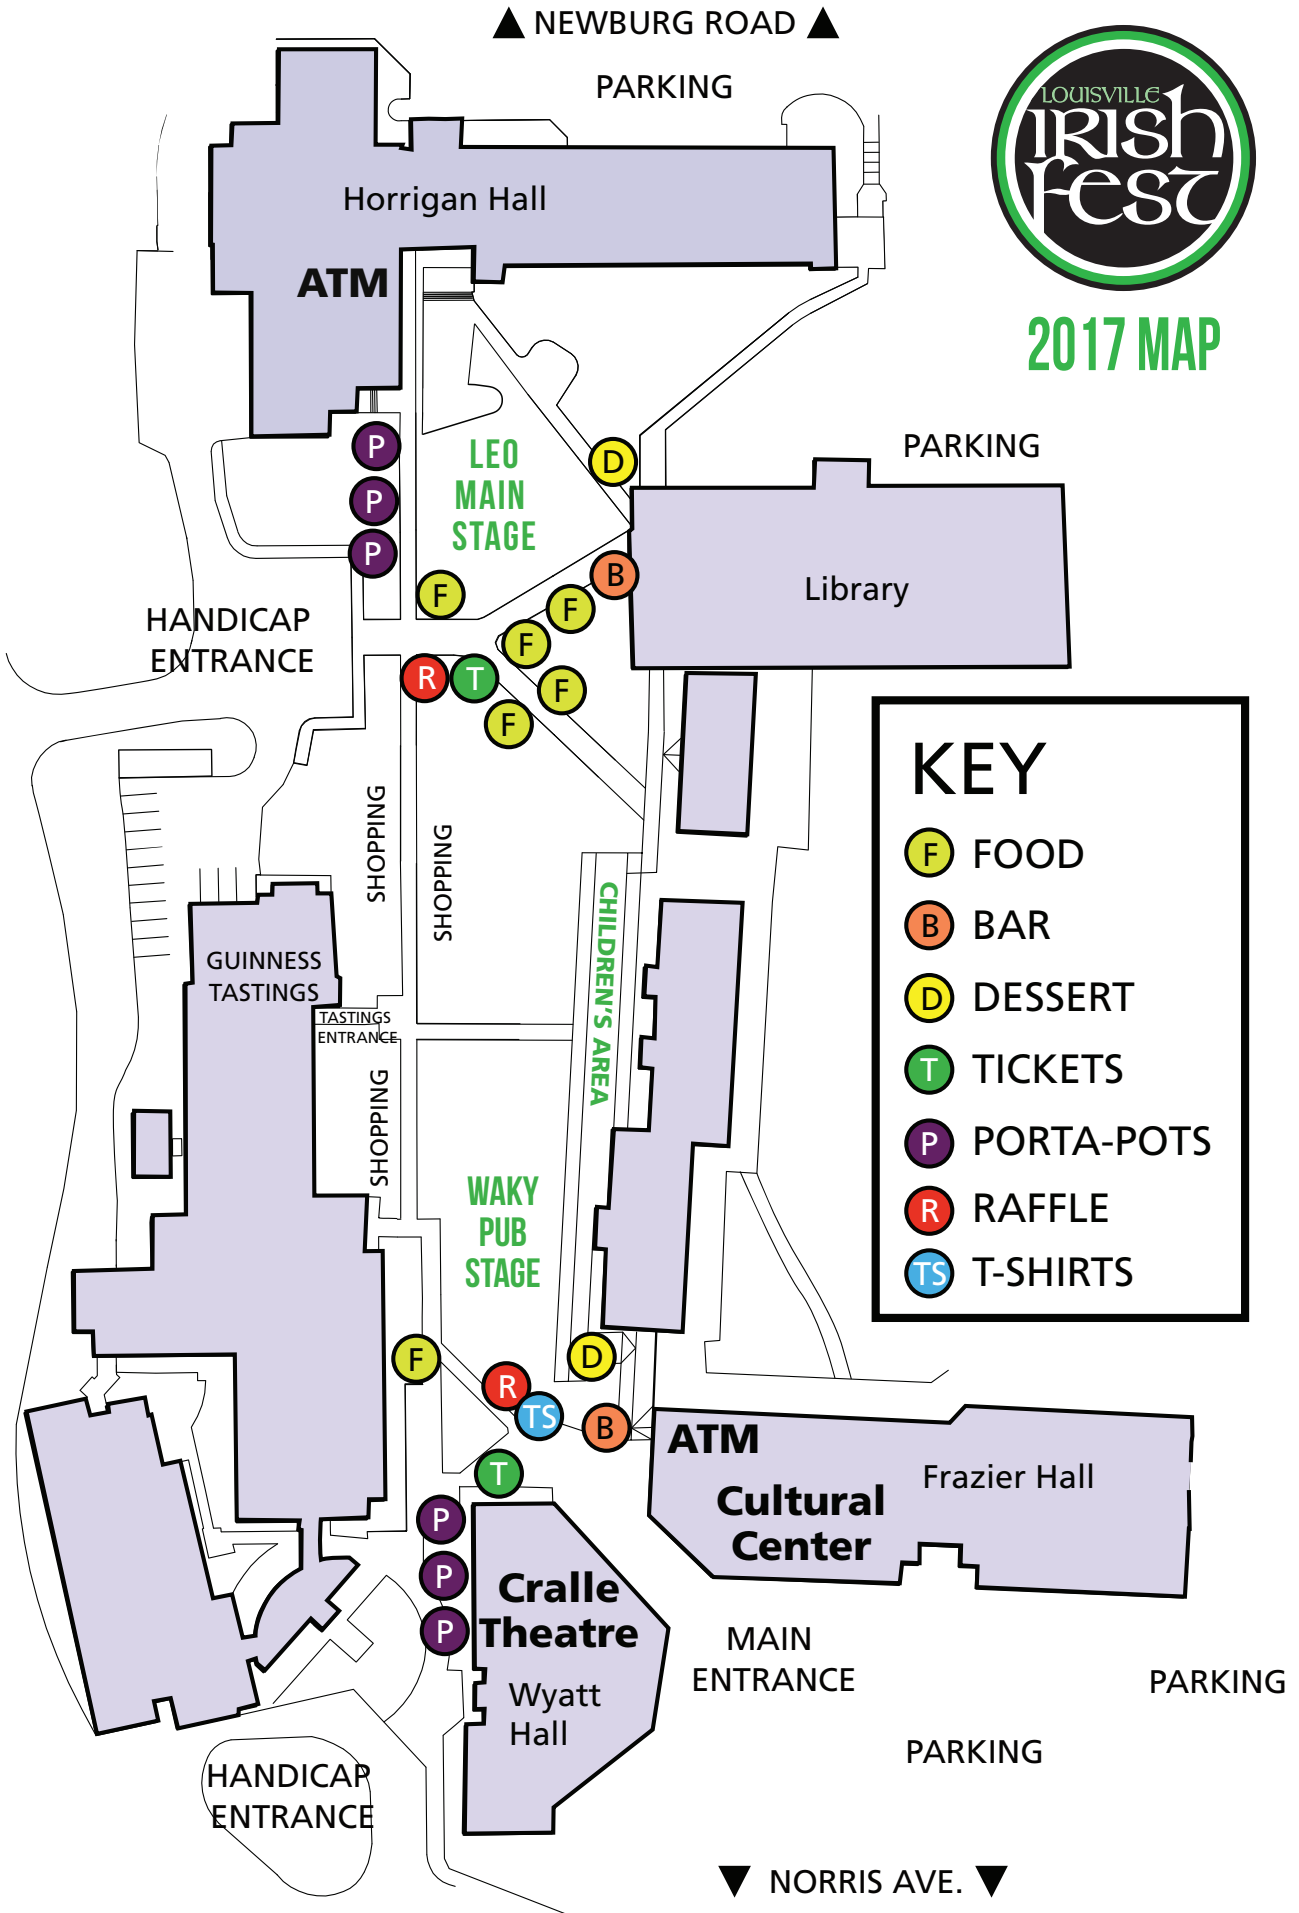 ▲ NEWBURG ROAD ▲
PARKING
LOUISVILLE
IRISH
FEST
2017 MAP
Horrigan Hall
ATM
PARKING
P
P
P
LEO
MAIN
STAGE
D
B
Library
F
F
F
F
F
HANDICAP
ENTRANCE
R
T
SHOPPING
SHOPPING
KEY
F FOOD
B BAR
D DESSERT
T TICKETS
P PORTA-POTS
R RAFFLE
TS T-SHIRTS
GUINNESS
TASTINGS
TASTINGS
ENTRANCE
CHILDREN'S AREA
SHOPPING
WAKY
PUB
STAGE
F
D
R
TS
B
T
ATM
Frazier Hall
Cultural
Center
P
P
P
Cralle
Theatre
Wyatt
Hall
MAIN
ENTRANCE
PARKING
PARKING
HANDICAP
ENTRANCE
▼ NORRIS AVE. ▼